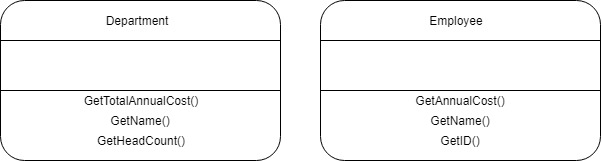 Department
GetTotalAnnualCost()
GetName()
GetHeadCount()
Employee
GetAnnualCost()
GetName()
GetID()